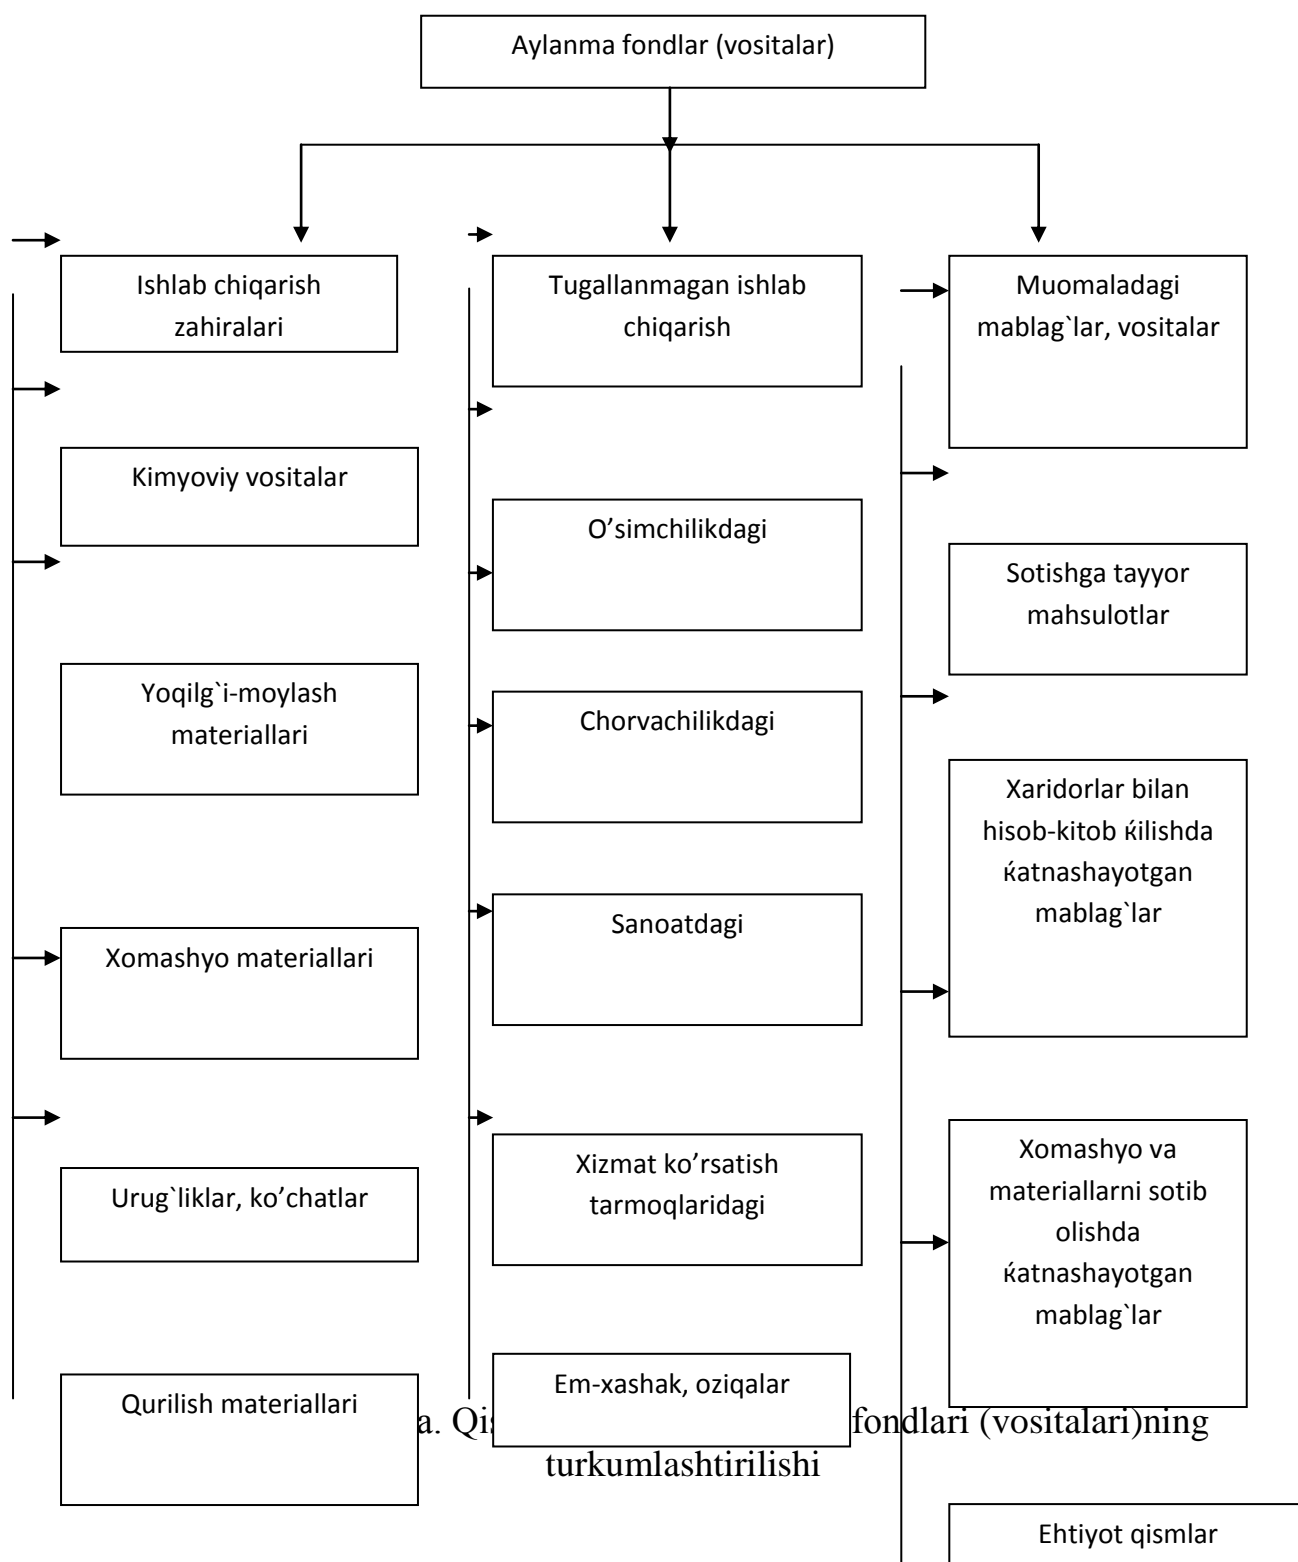 Aylanma fondlar (vositalar)
Ishlab chiqarish
zahiralari
Kimyoviy vositalar
Yoqilg`i-moylash
materiallari
Xomashyo materiallari
Urug`liklar, ko’chatlar
Qurilish materiallari
Tugallanmagan ishlab
chiqarish
O’simchilikdagi
Chorvachilikdagi
Sanoatdagi
Xizmat ko’rsatish
tarmoqlaridagi
Em-xashak, oziqalar
Muomaladagi
mablag`lar, vositalar
Sotishga tayyor
mahsulotlar
Xaridorlar bilan
hisob-kitob ḱilishda
ḱatnashayotgan
mablag`lar
Xomashyo va
materiallarni sotib
olishda
ḱatnashayotgan
mablag`lar
Ehtiyot qismlar
fondlari (vositalari)ning
turkumlashtirilishi